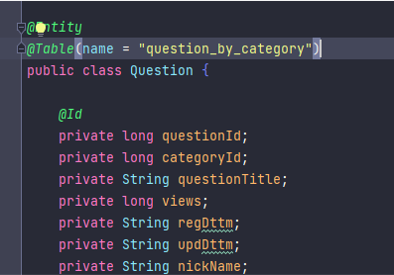 @Entity
@Table(name = "question_by_category")
public class Question {
@Id
private long questionId;
private long categoryId;
private String questionTitle;
private long views;
private String regDttm;
private String updDttm;
private String nickName;